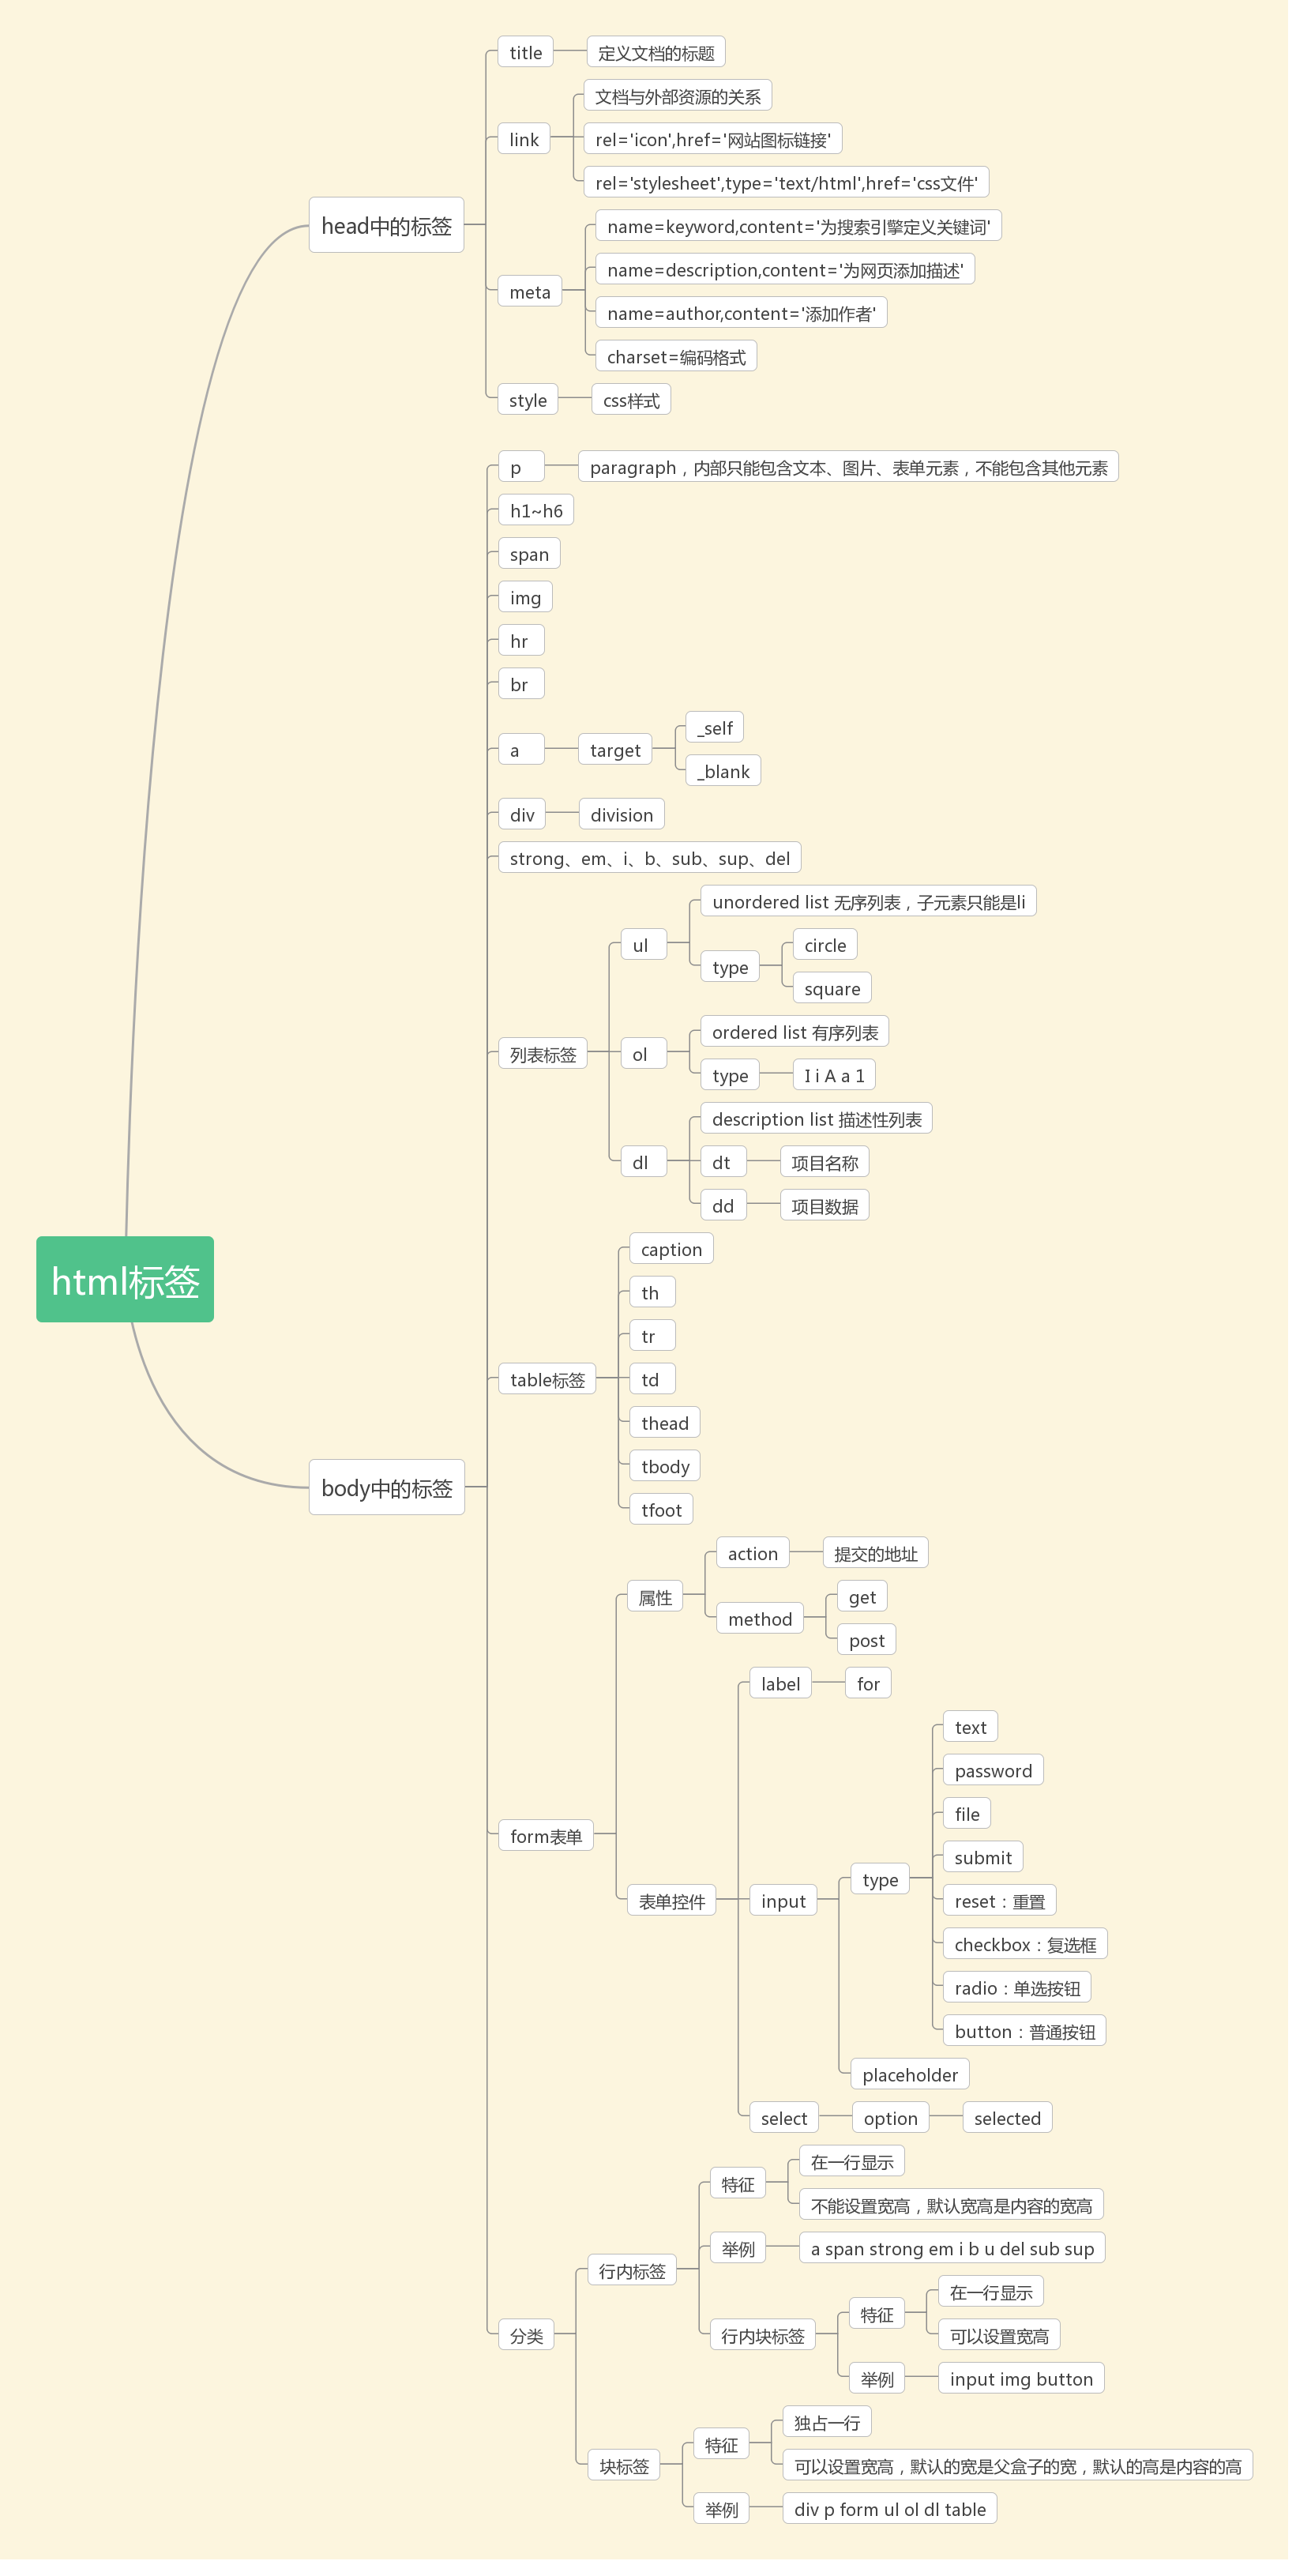 html标签
head中的标签
title
定义文档的标题
link
文档与外部资源的关系
rel='icon',href='网站图标链接'
rel='stylesheet',type='text/html',href='css文件'
meta
name=keyword,content='为搜索引擎定义关键词'
name=description,content='为网页添加描述'
name=author,content='添加作者'
charset=编码格式
style
css样式
body中的标签
p
paragraph，内部只能包含文本、图片、表单元素，不能包含其他元素
h1~h6
span
img
hr
br
a
target
_self
_blank
div
division
strong、em、i、b、sub、sup、del
列表标签
ul
unordered list 无序列表，子元素只能是li
type
circle
square
ol
ordered list 有序列表
type
I i A a 1
dl
description list 描述性列表
dt
项目名称
dd
项目数据
table标签
caption
th
tr
td
thead
tbody
tfoot
form表单
属性
action
提交的地址
method
get
post
表单控件
label
for
input
type
text
password
file
submit
reset：重置
checkbox：复选框
radio：单选按钮
button：普通按钮
placeholder
select
option
selected
分类
行内标签
特征
在一行显示
不能设置宽高，默认宽高是内容的宽高
举例
a span strong em i b u del sub sup
行内块标签
特征
在一行显示
可以设置宽高
举例
input img button
块标签
特征
独占一行
可以设置宽高，默认的宽是父盒子的宽，默认的高是内容的高
举例
div p form ul ol dl table